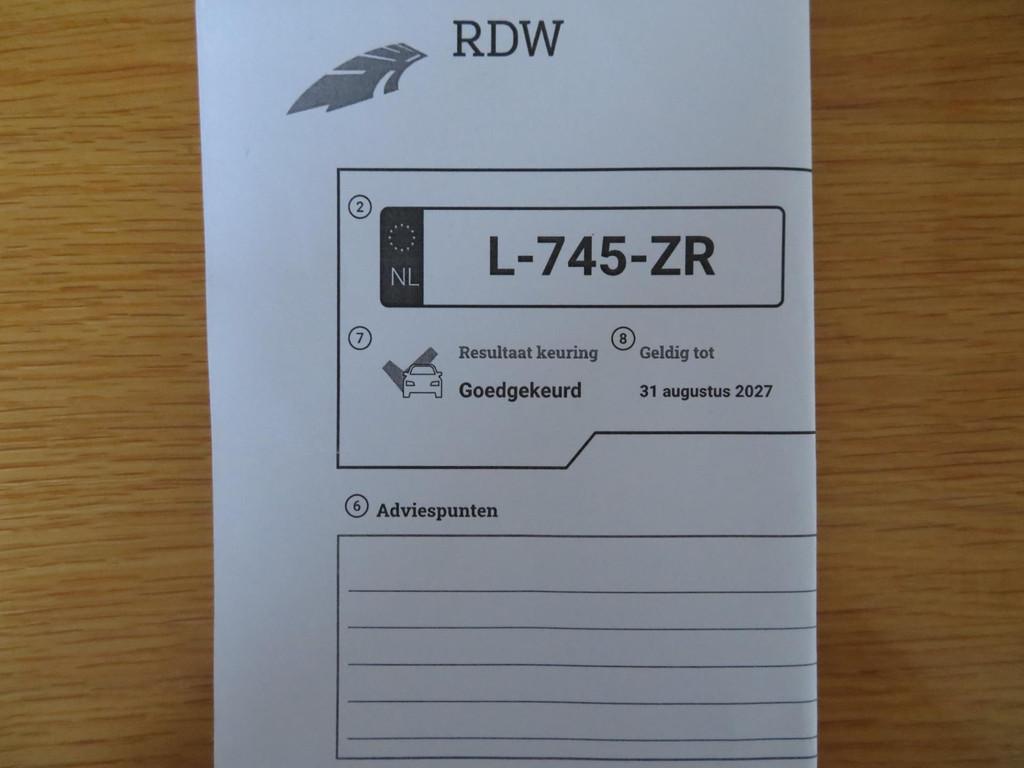 RDW
2
NL
L-745-ZR
7
Resultaat keuring
Goedgekeurd
8
Geldig tot
31 augustus 2027
6 Adviespunten